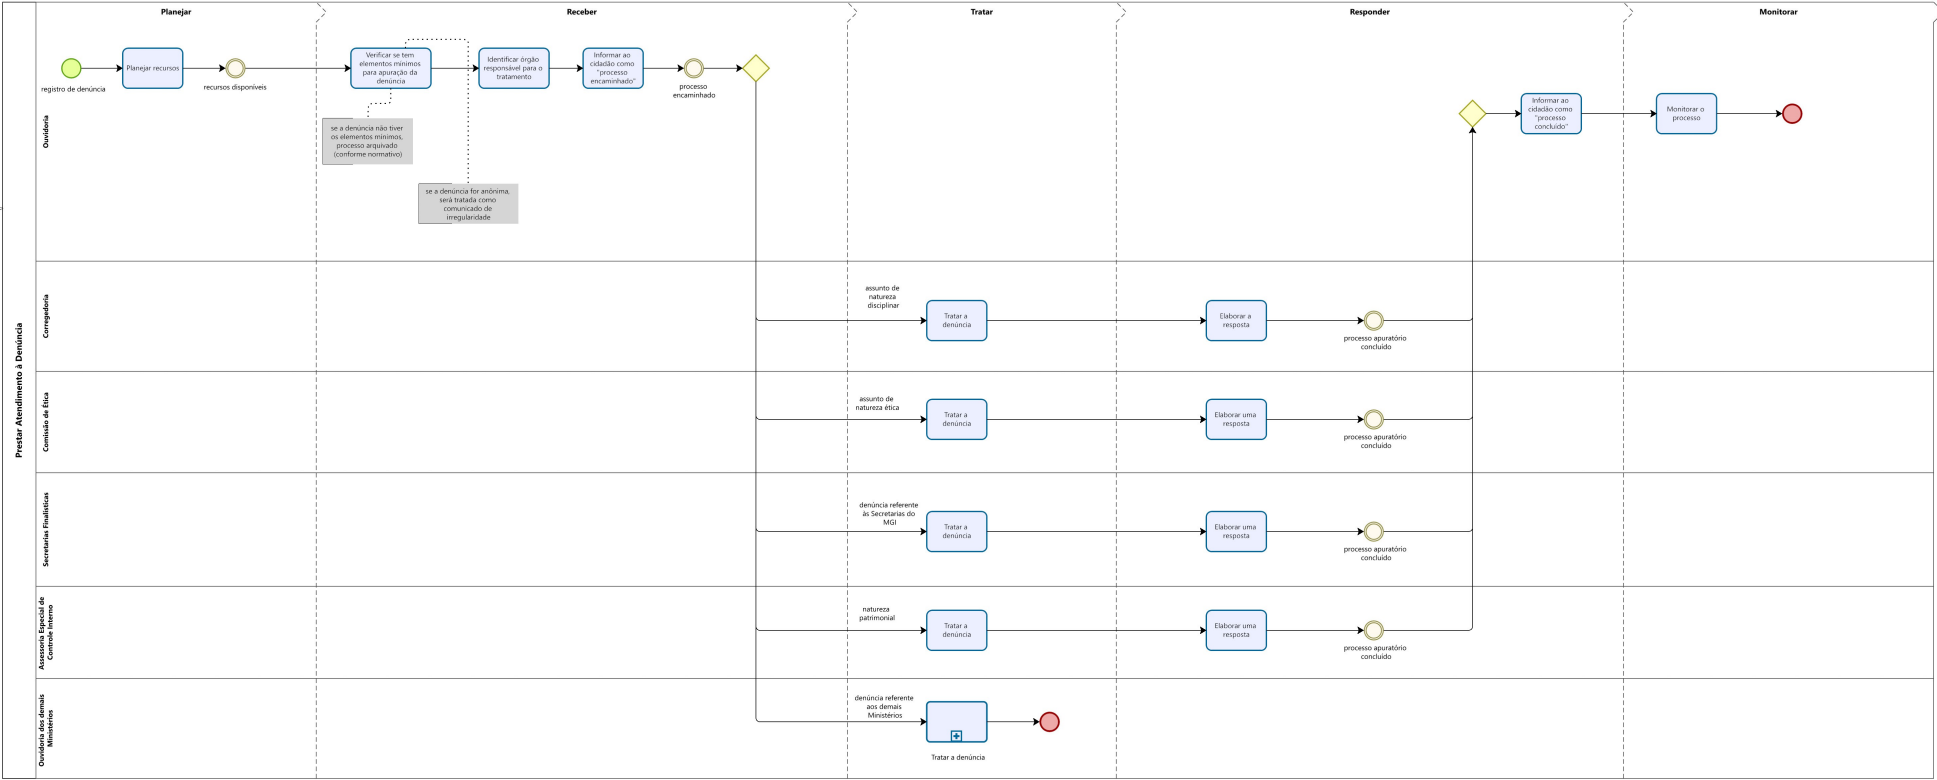 Prestar Atendimento à Denúncia
Planejar
Receber
Tratar
Responder
Monitorar
Ouvidoria
registro de denúncia
Planejar recursos
recursos disponíveis
Verificar se tem
elementos mínimos
para apuração da
denúncia
Identificar órgão
responsável para o
tratamento
Informar ao
cidadão como
"processo
encaminhado"
processo
encaminhado
se a denúncia não tiver
os elementos mínimos,
processo arquivado
(conforme normativo)
se a denúncia for anônima,
será tratada como
comunicado de
irregularidade
Informar ao
cidadão como
"processo
concluído"
Monitorar o
processo
Corregedoria
assunto de
natureza
disciplinar
Tratar a
denúncia
Elaborar a
resposta
processo apuratório
concluído
Comissão de Ética
assunto de
natureza ética
Tratar a
denúncia
Elaborar uma
resposta
processo apuratório
concluído
Secretarias Finalísticas
denúncia referente
às Secretarias do
MGI
Tratar a
denúncia
Elaborar uma
resposta
processo apuratório
concluído
Assessoria Especial de
Controle Interno
natureza
patrimonial
Tratar a
denúncia
Elaborar uma
resposta
processo apuratório
concluído
Ouvidoria dos demais
Ministérios
denúncia referente
aos demais
Ministérios
Tratar a denúncia